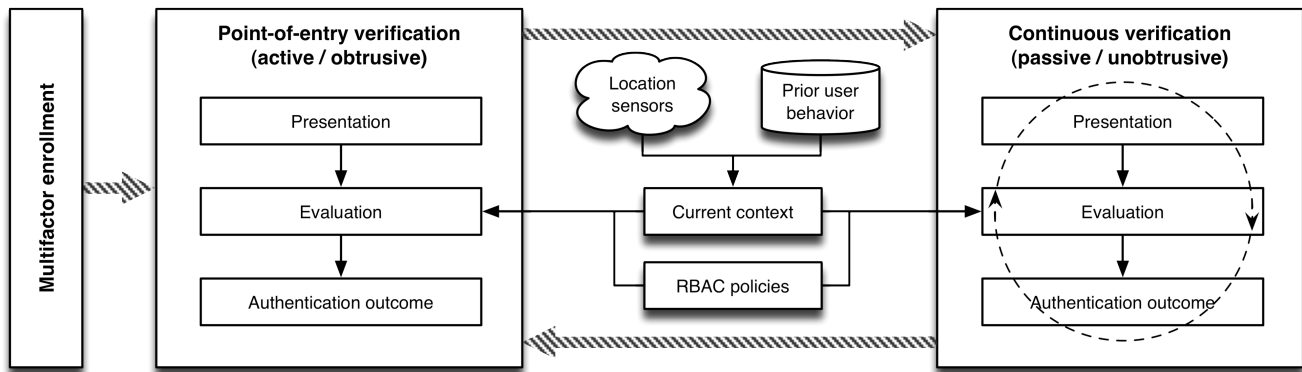 Multifactor enrollment
Point-of-entry verification
(active / obtrusive)
Presentation
Evaluation
Authentication outcome
Location
sensors
Prior user
behavior
Current context
RBAC policies
Continuous verification
(passive / unobtrusive)
Presentation
Evaluation
Authentication outcome